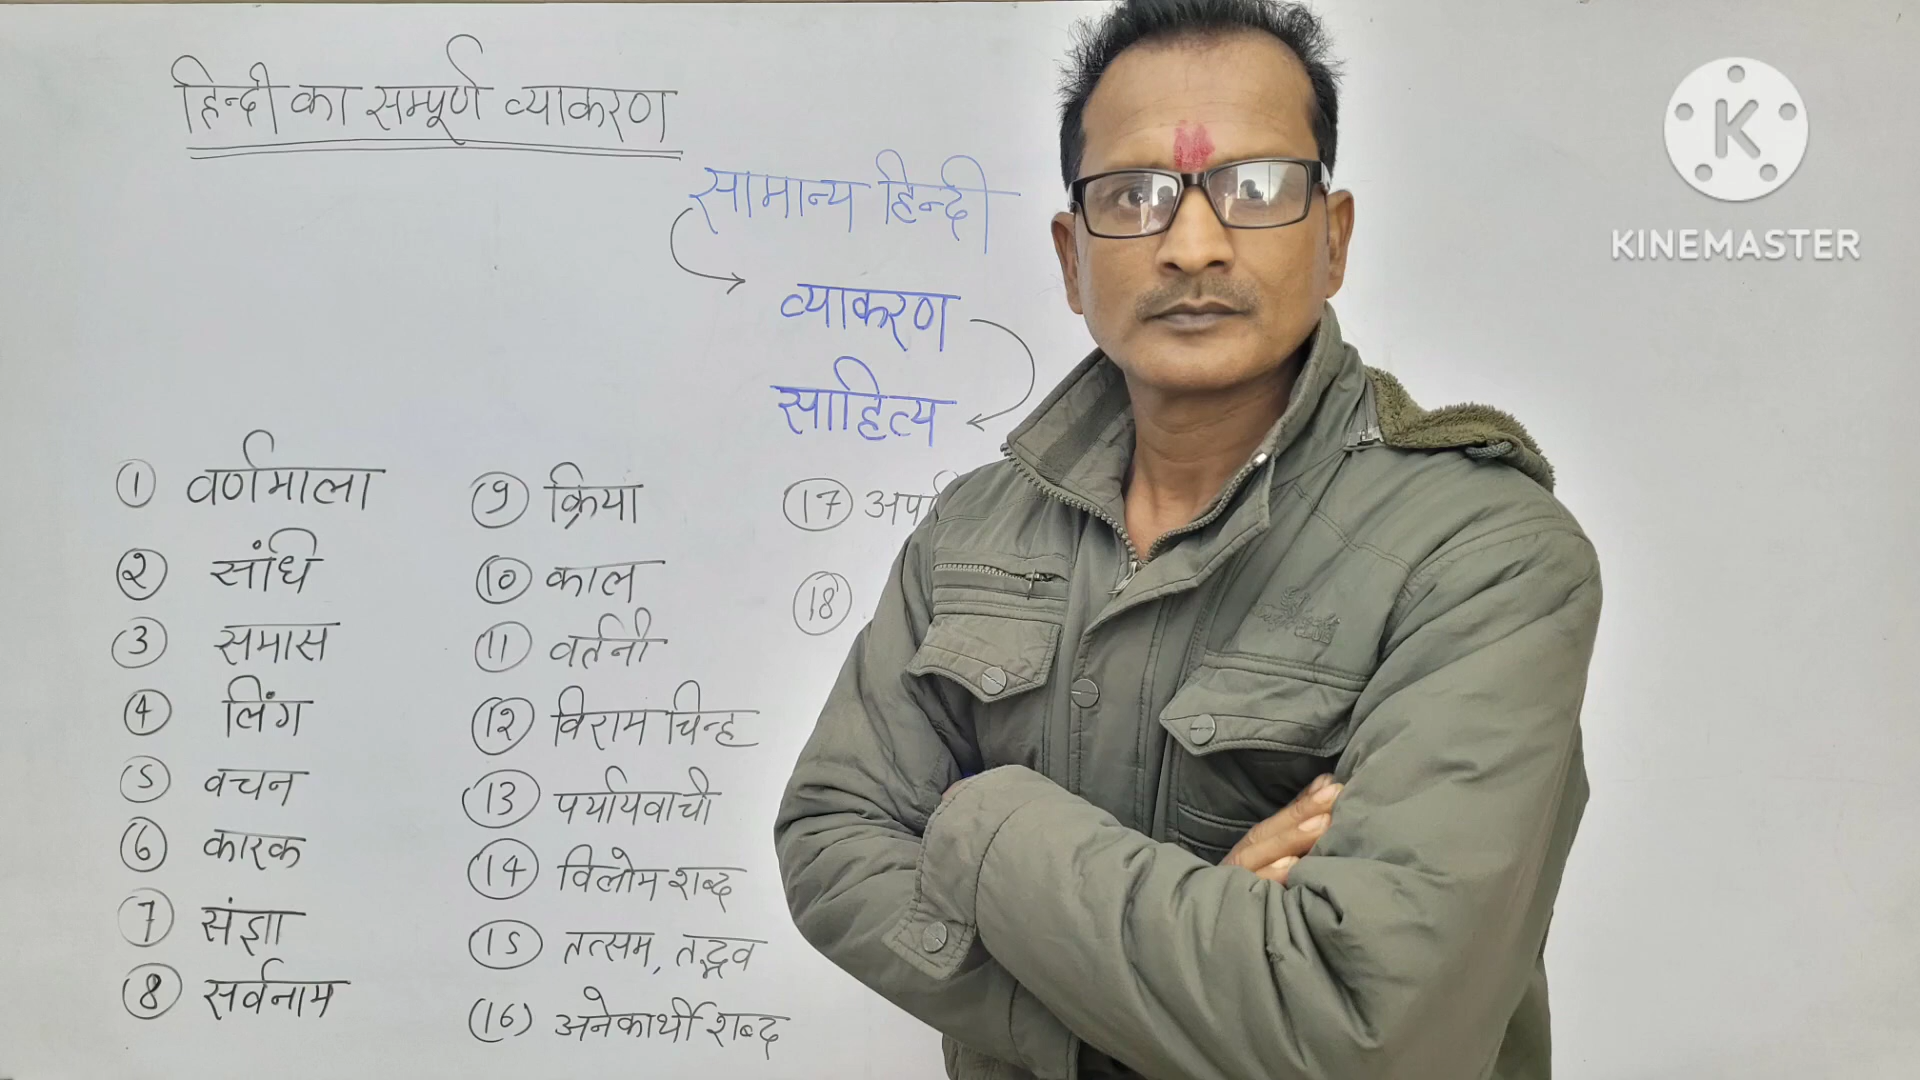 हिन्दी का सम्पूर्ण व्याकरण
सामान्य हिन्दी
व्याकरण
साहित्य
1 वर्णमाला
2 संधि
3 समास
4 लिंग
5 वचन
6 कारक
7 संज्ञा
8 सर्वनाम
9 क्रिया
10 काल
11 वर्तनी
12 विराम चिन्ह
13 पर्यायवाची
14 विलोम शब्द
15 तत्सम, तद्भव
(16) अनेकार्थी शब्द
17
18
K
KINEMASTER